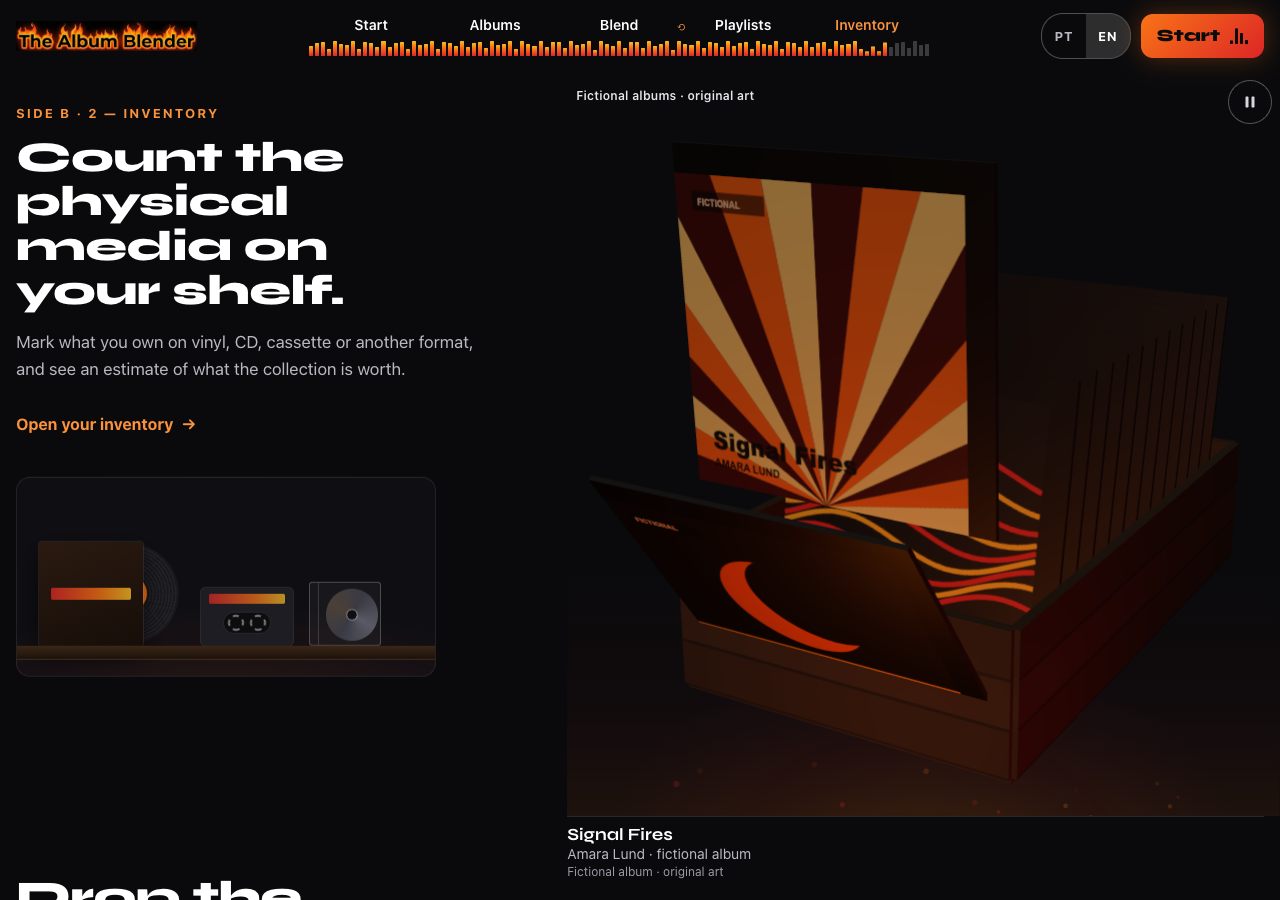 The Album Blender
Start
Albums
Blend
Playlists
Inventory
PT
EN
Start
SIDE B · 2 — INVENTORY
Count the
physical
media on
your shelf.
Mark what you own on vinyl, CD, cassette or another format,
and see an estimate of what the collection is worth.
Open your inventory →
Fictional albums · original art
FICTIONAL
Signal Fires
AMARA LUND
FICTIONAL
Signal Fires
Amara Lund · fictional album
Fictional album · original art
Drop the